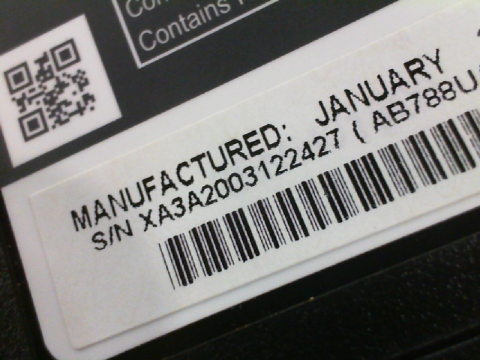 Contains
MANUFACTURED: JANUARY
S/N XA3A2003122427 ( AB788U